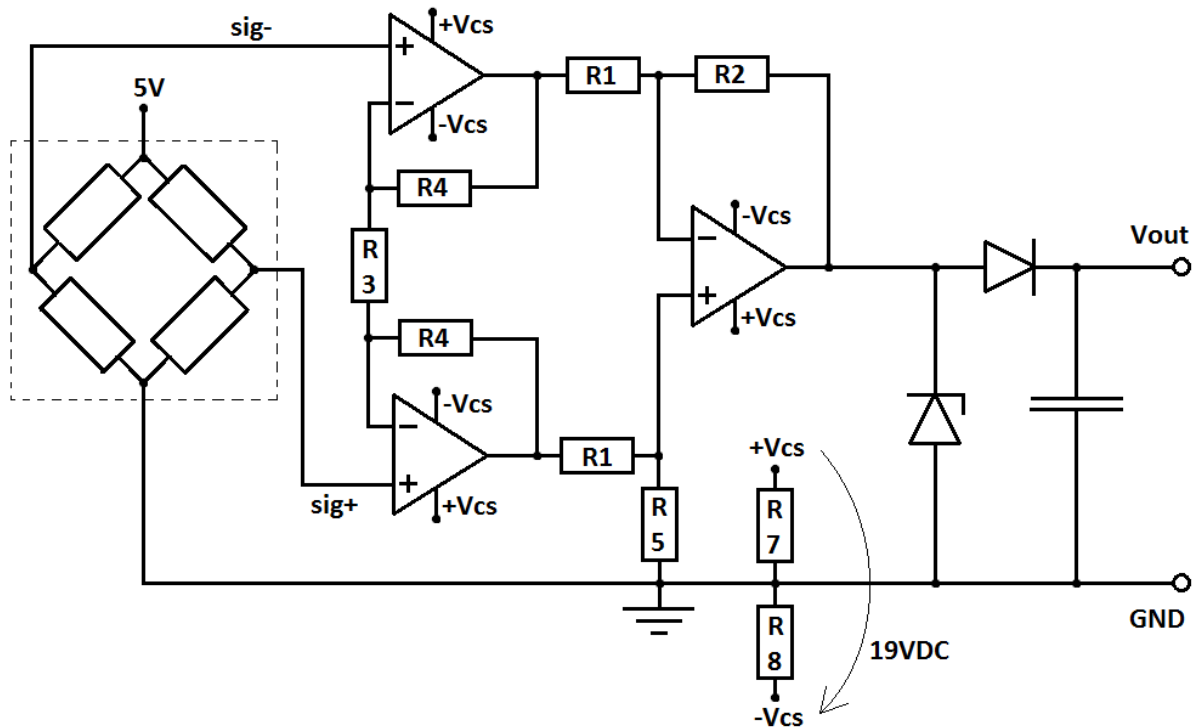 sig-
+Vcs
5V
R1
R2
-Vcs
R4
-Vcs
R
3
Vout
R4
+Vcs
-Vcs
R1
+Vcs
sig+
+Vcs
R
5
R
7
GND
R
8
19VDC
-Vcs